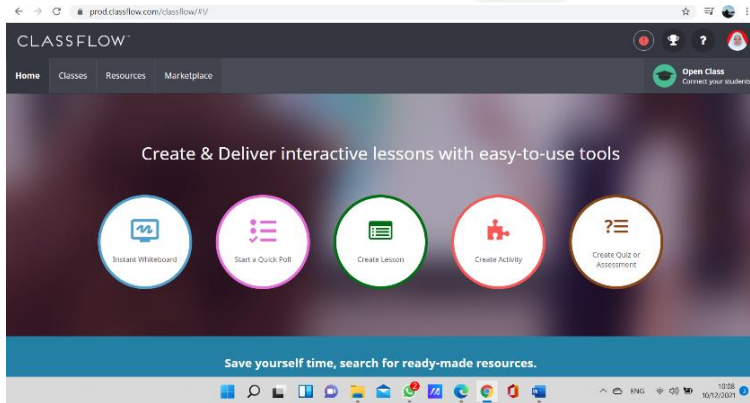 prod.classflow.com/classflow/#!/
CLASSFLOW™
?
Home Classes Resources Marketplace
Open Class
Connect your students
Create & Deliver interactive lessons with easy-to-use tools
Instant Whiteboard
Start a Quick Poll
Create Lesson
Create Activity
?
Create Quiz or
Assessment
Save yourself time, search for ready-made resources.
2
ENG
10:08
10/12/2021